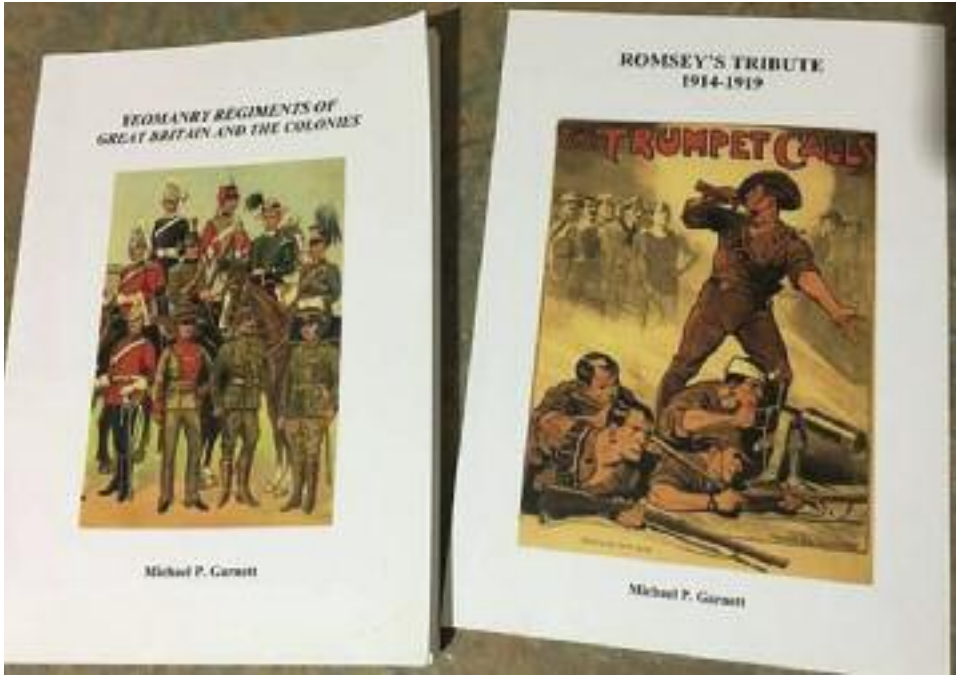 YEOMANRY REGIMENTS OF
GREAT BRITAIN AND THE COLONIES
Michael P. Garnett
ROMSEY'S TRIBUTE
1914-1919
TRUMPET CALLS
Michael P. Garnett